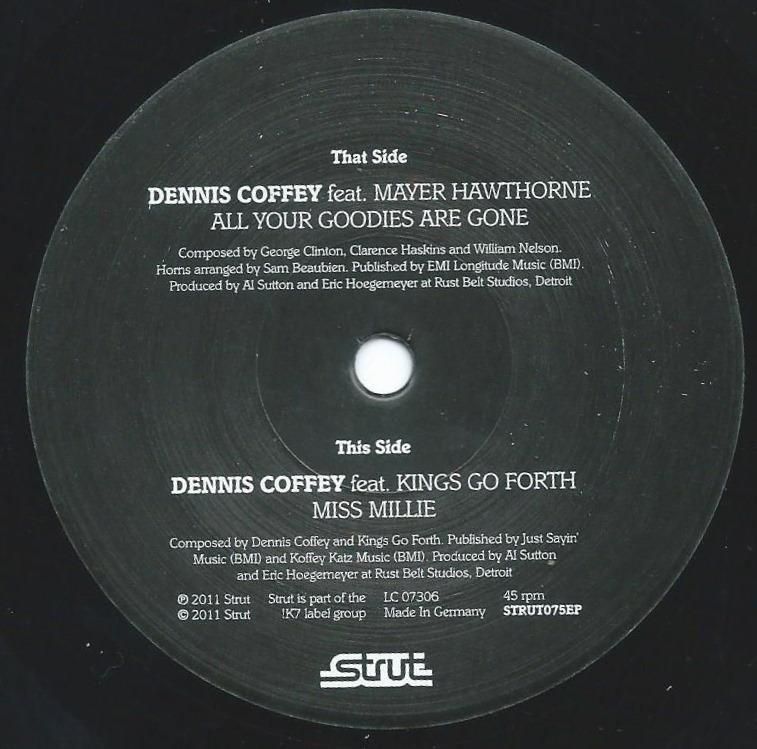 That Side
DENNIS COFFEY feat. MAYER HAWTHORNE
ALL YOUR GOODIES ARE GONE
Composed by George Clinton, Clarence Haskins and William Nelson.
Horns arranged by Sam Beaubien. Published by EMI Longitude Music (BMI).
Produced by Al Sutton and Eric Hoegemeyer at Rust Belt Studios, Detroit
This Side
DENNIS COFFEY feat. KINGS GO FORTH
MISS MILLIE
Composed by Dennis Coffey and Kings Go Forth. Published by Just Sayin'
Music (BMI) and Koffey Katz Music (BMI). Produced by Al Sutton
and Eric Hoegemeyer at Rust Belt Studios, Detroit
℗ 2011 Strut Strut is part of the LC 07306 45 rpm
© 2011 Strut !K7 label group Made In Germany STRUT075EP
Strut